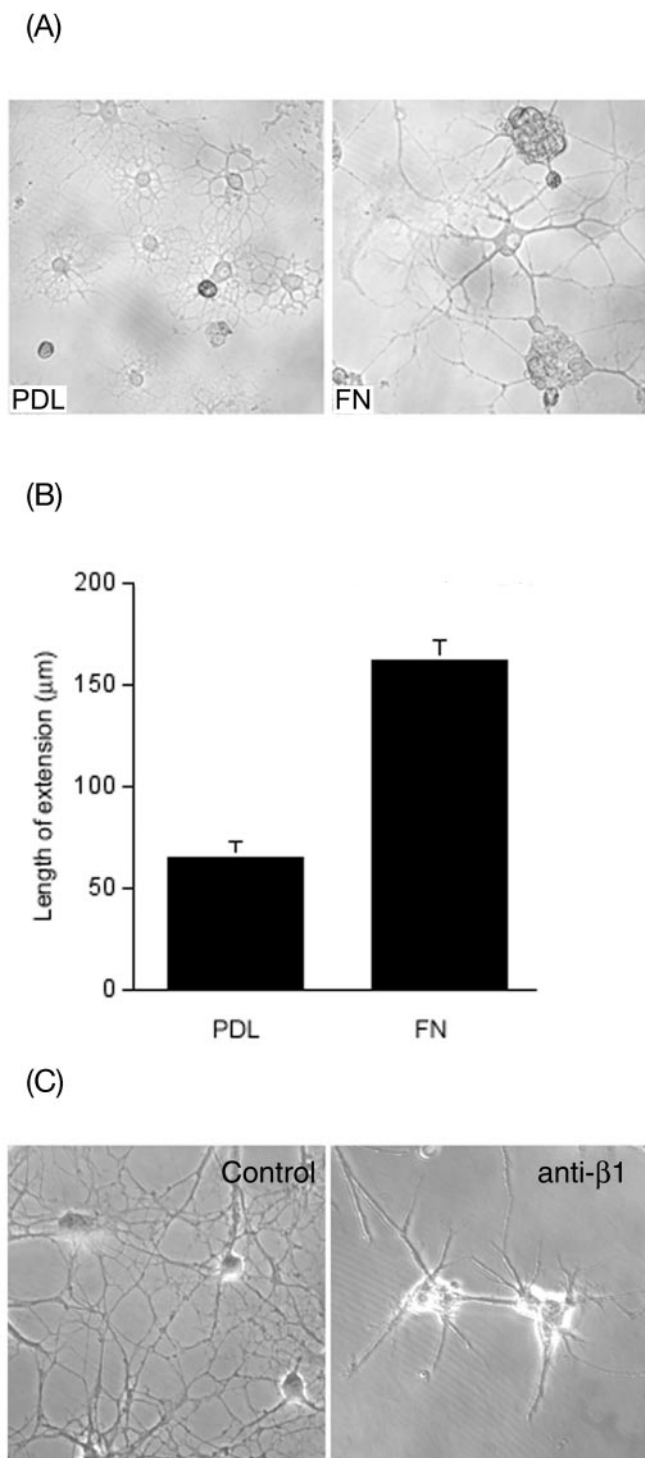 (A)
PDL
FN
(B)
200
150
100
50
0
Length of extension (µm)
PDL
FN
(C)
Control
anti-β1